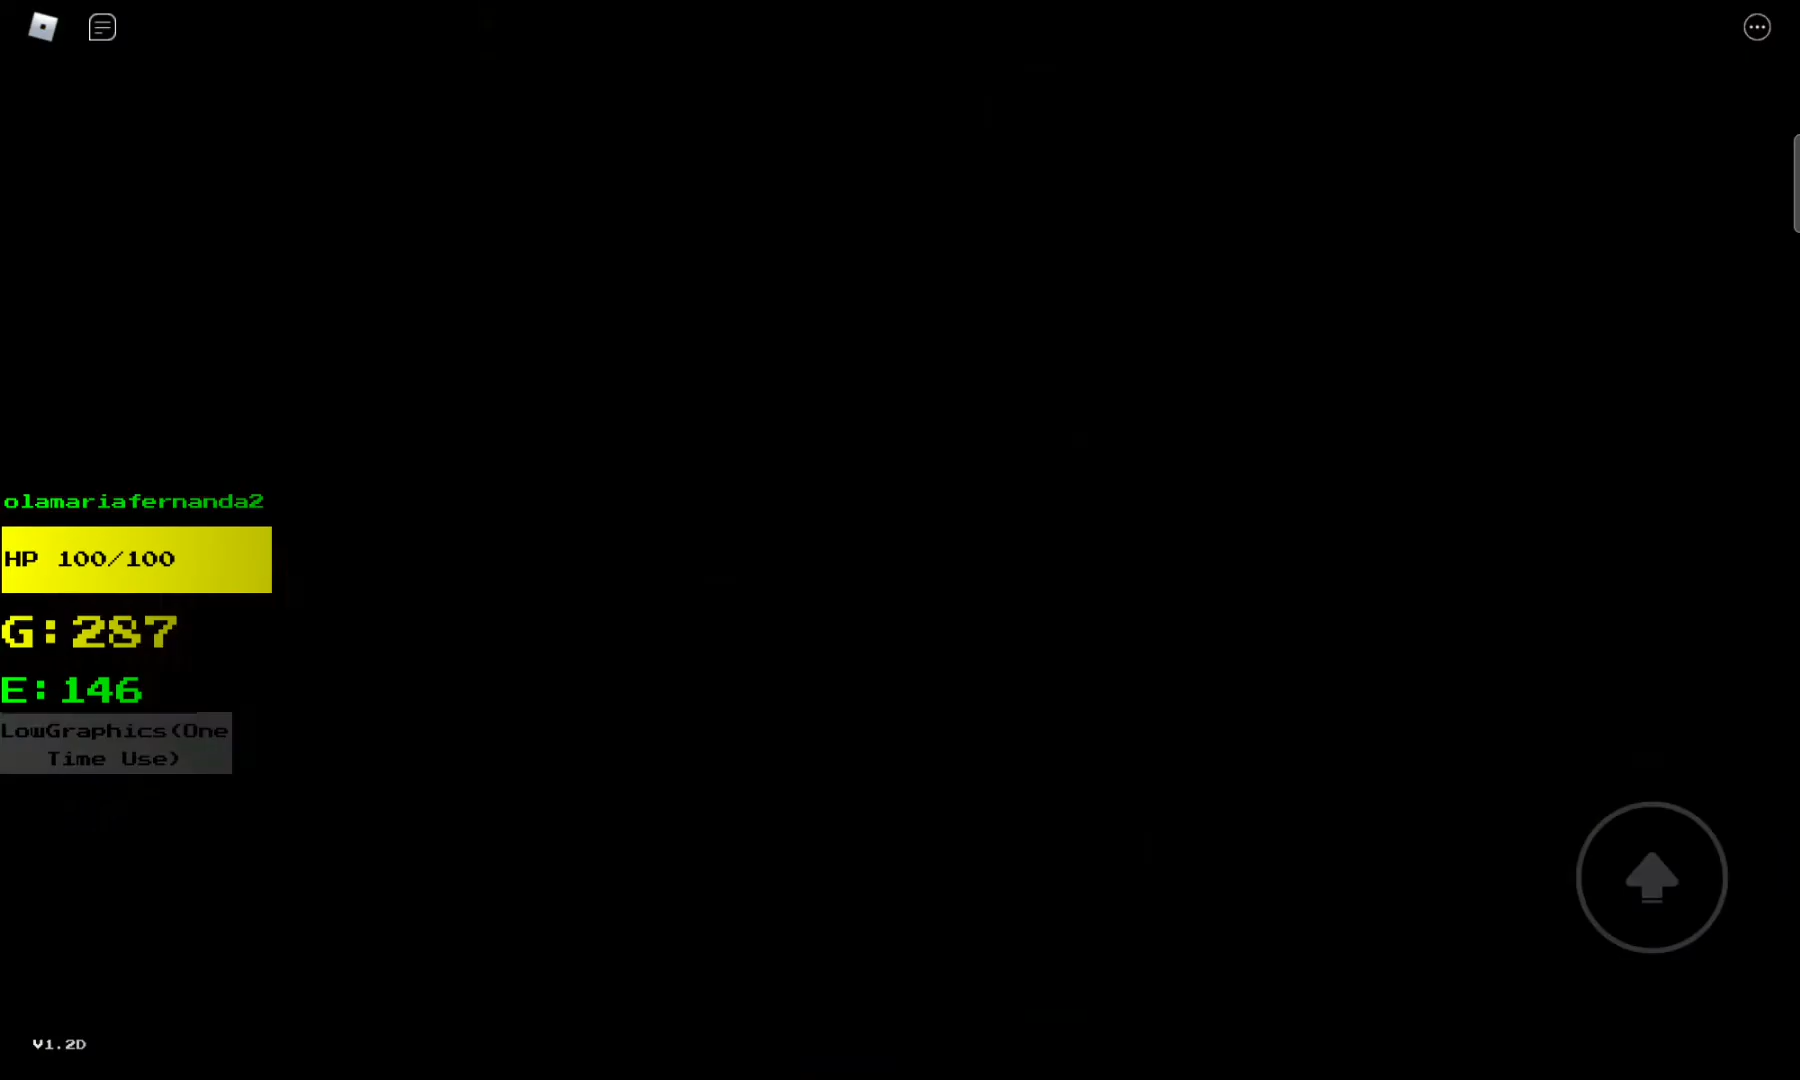 olamariafernanda2
HP 100/100
G:287
E:146
LowGraphics(One
Time Use)
V1.2D